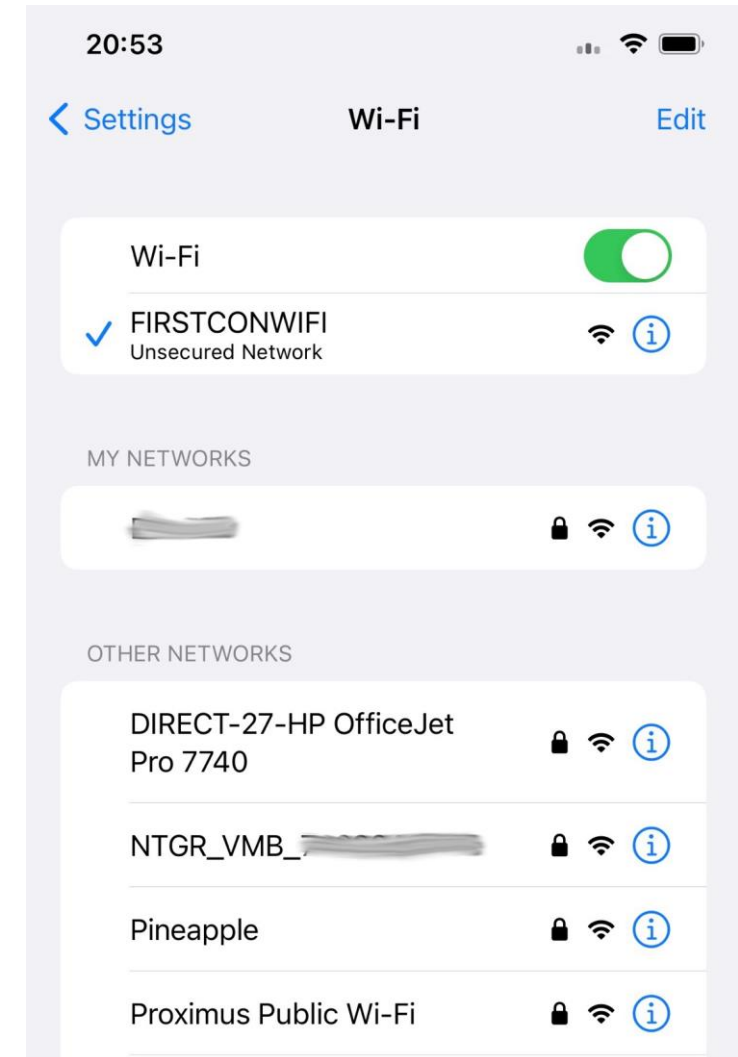 20:53
Settings
Wi-Fi
Edit
Wi-Fi
FIRSTCONWIFI
Unsecured Network
MY NETWORKS
OTHER NETWORKS
DIRECT-27-HP OfficeJet
Pro 7740
NTGR_VMB_
Pineapple
Proximus Public Wi-Fi